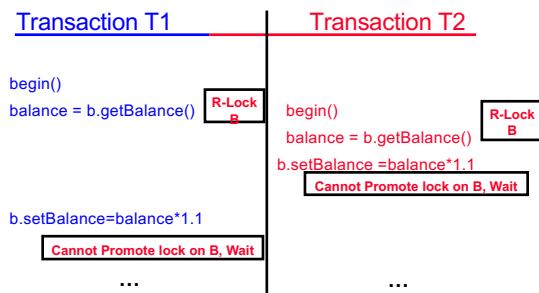 Transaction T1
Transaction T2
begin()
balance = b.getBalance()
R-Lock
B
begin()
balance = b.getBalance()
R-Lock
B
b.setBalance =balance*1.1
Cannot Promote lock on B, Wait
b.setBalance=balance*1.1
Cannot Promote lock on B, Wait
...
...